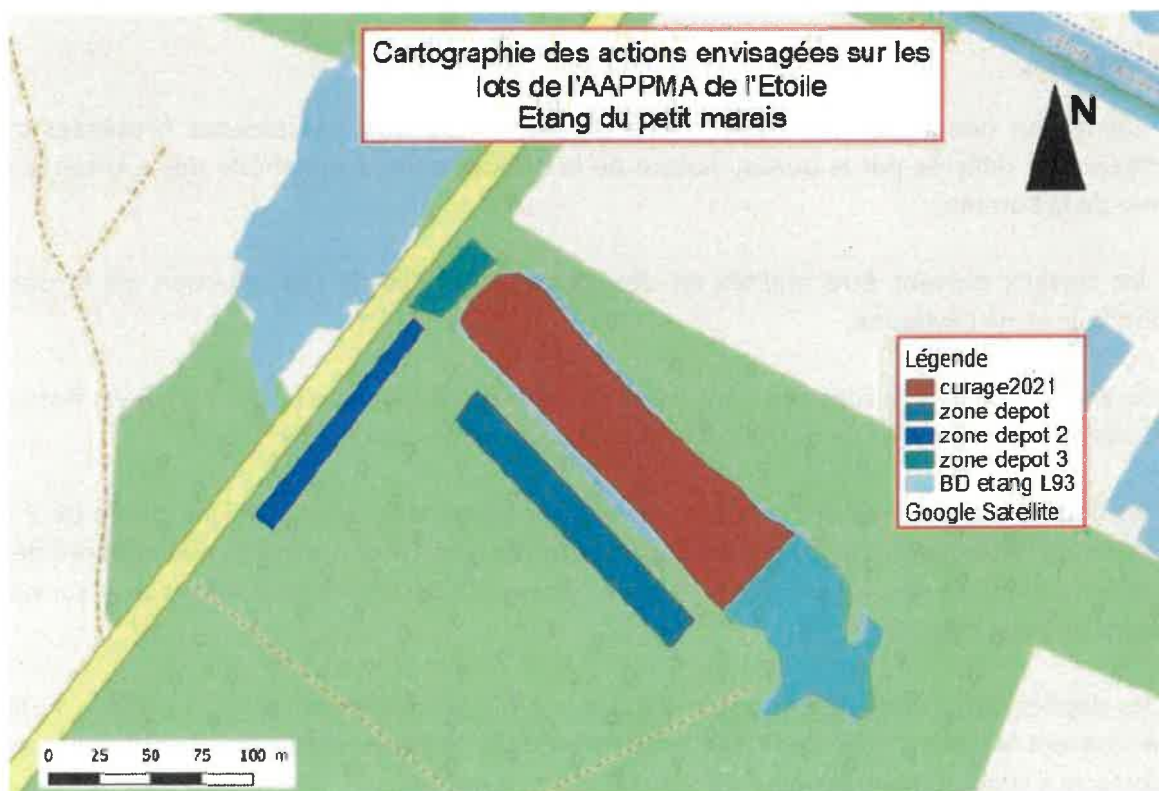 Cartographie des actions envisagées sur les
lots de l'AAPPMA de l'Etoile
Etang du petit marais
N
Légende
curage2021
zone depot
zone depot 2
zone depot 3
BD etang L93
Google Satellite
0 25 50 75 100 m